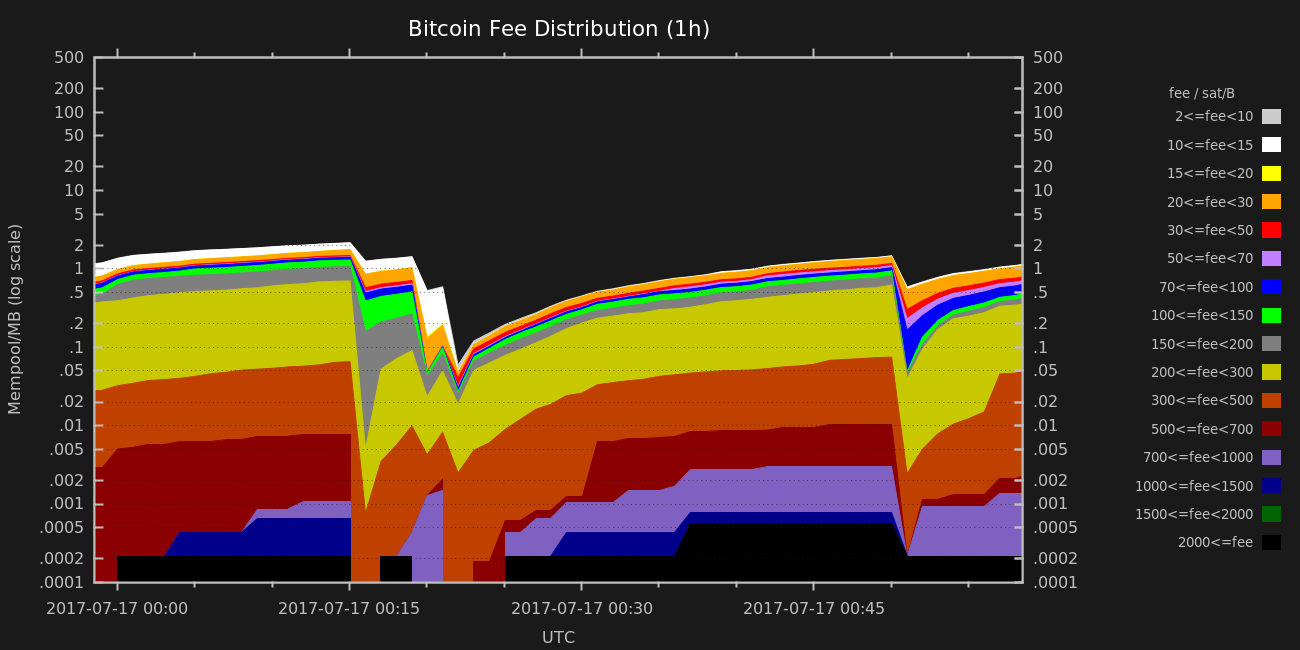 Bitcoin Fee Distribution (1h)
Mempool/MB (log scale)
500
200
100
50
20
10
5
2
1
.5
.2
.1
.05
.02
.01
.005
.002
.001
.0005
.0002
.0001
500
200
100
50
20
10
5
2
1
.5
.2
.1
.05
.02
.01
.005
.002
.001
.0005
.0002
.0001
2017-07-17 00:00
2017-07-17 00:15
2017-07-17 00:30
2017-07-17 00:45
UTC
fee / sat/B
2<=fee<10
10<=fee<15
15<=fee<20
20<=fee<30
30<=fee<50
50<=fee<70
70<=fee<100
100<=fee<150
150<=fee<200
200<=fee<300
300<=fee<500
500<=fee<700
700<=fee<1000
1000<=fee<1500
1500<=fee<2000
2000<=fee